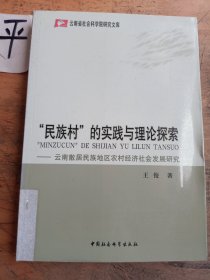 平
云南省社会科学院研究文库
“民族村”的实践与理论探索
"MINZUCUN" DE SHIJIAN YU LILUN TANSUO
——云南散居民族地区农村经济社会发展研究
王俊 著
中国社会科学出版社